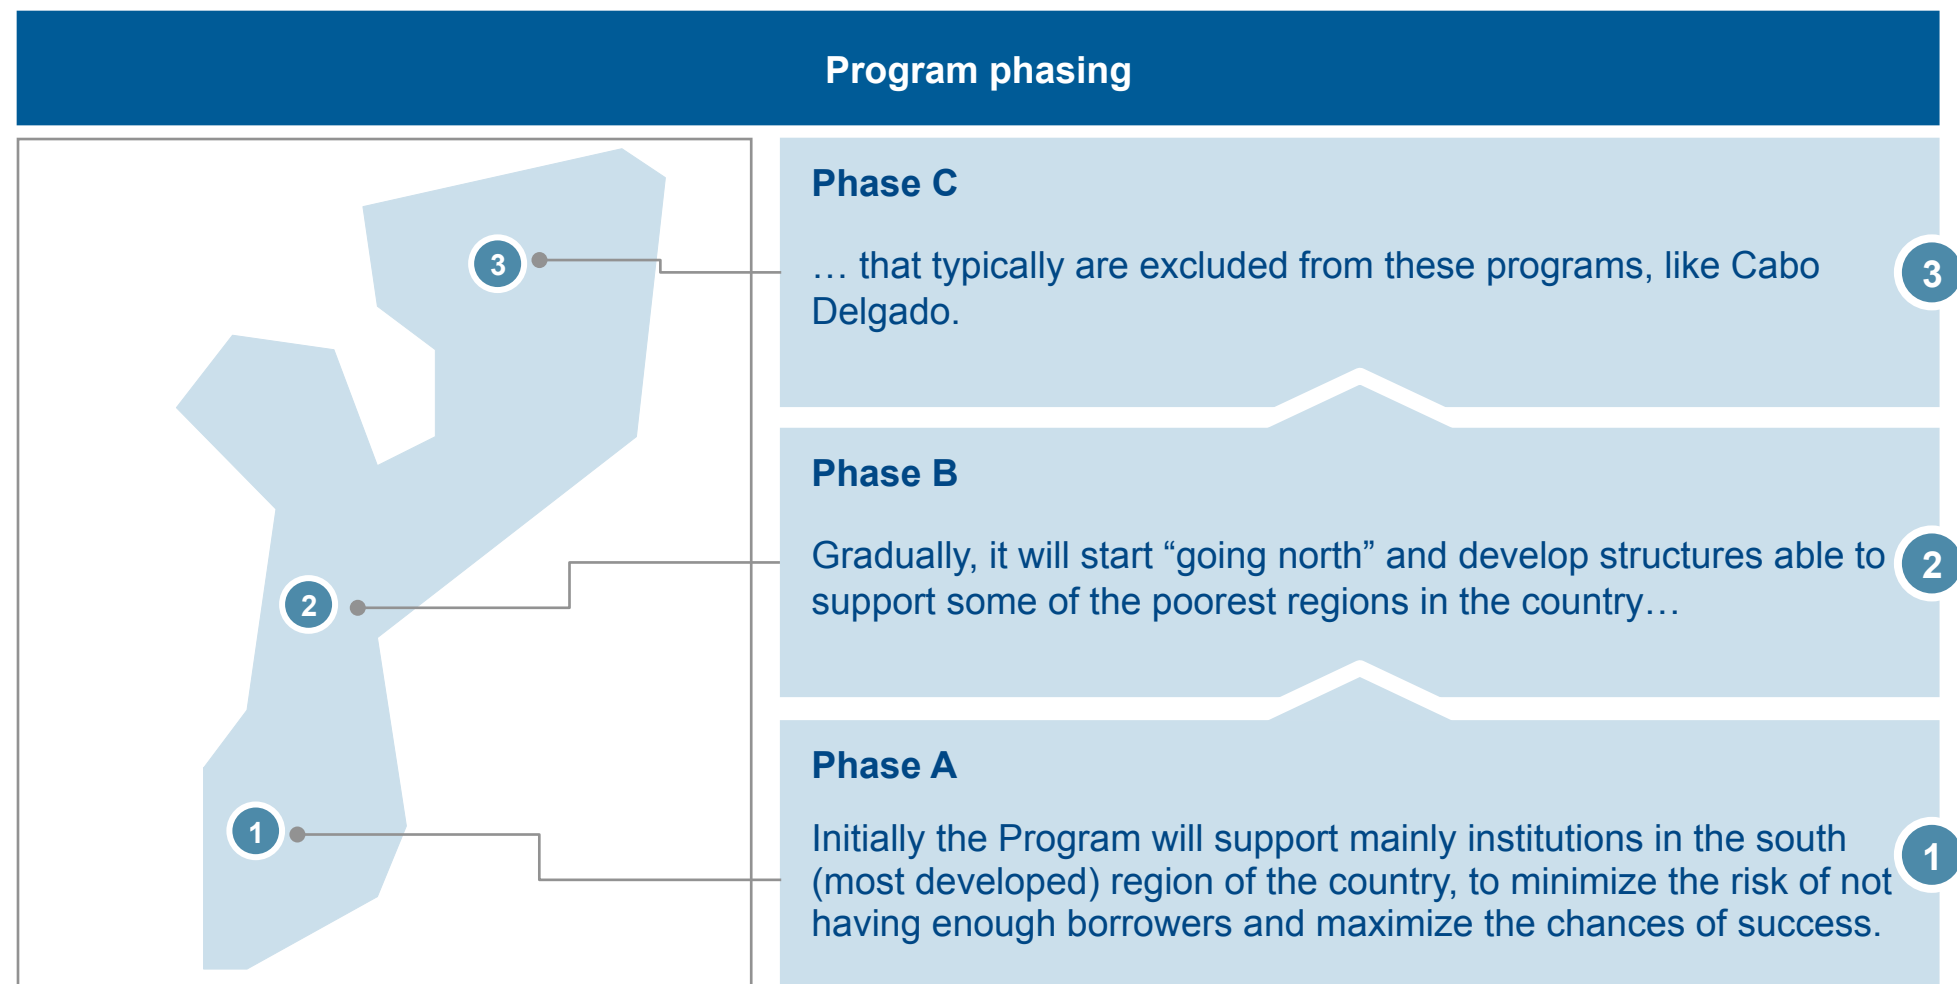 Program phasing
3
2
1
Phase C
… that typically are excluded from these programs, like Cabo
Delgado.
3
Phase B
Gradually, it will start “going north” and develop structures able to
support some of the poorest regions in the country…
2
Phase A
Initially the Program will support mainly institutions in the south
(most developed) region of the country, to minimize the risk of not
having enough borrowers and maximize the chances of success.
1